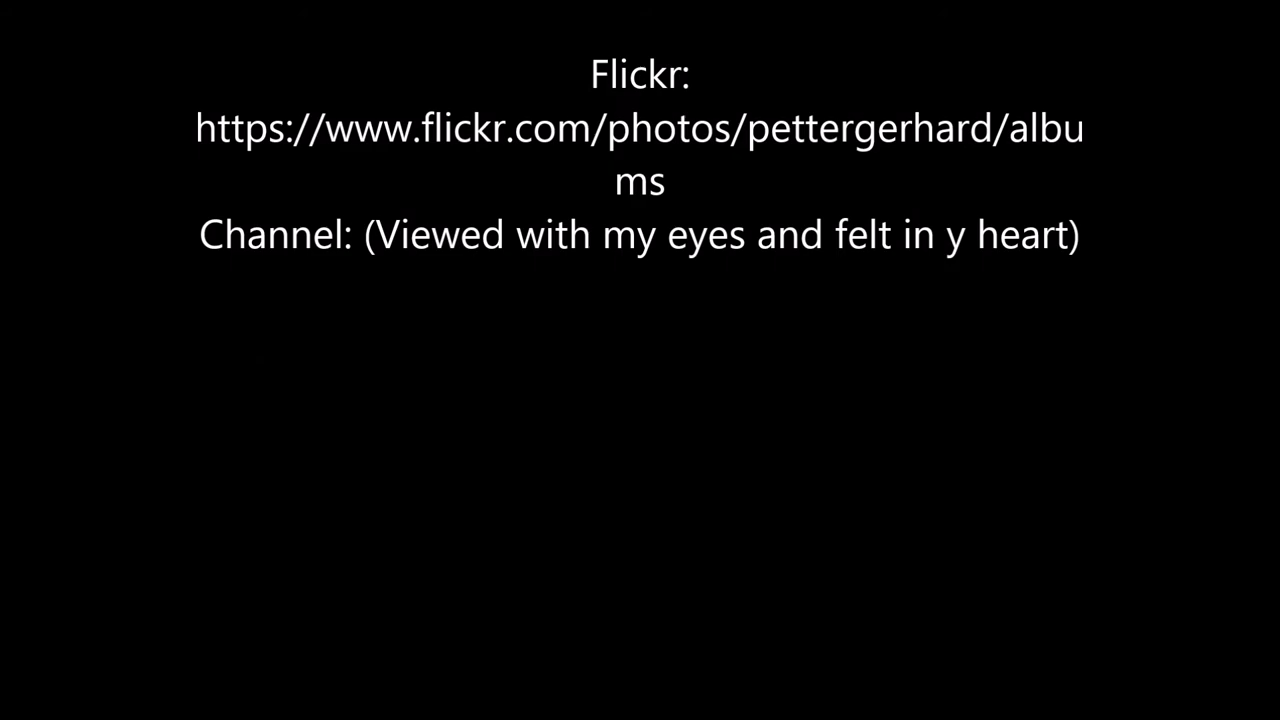 Flickr:
https://www.flickr.com/photos/pettergerhard/albu
ms
Channel: (Viewed with my eyes and felt in y heart)